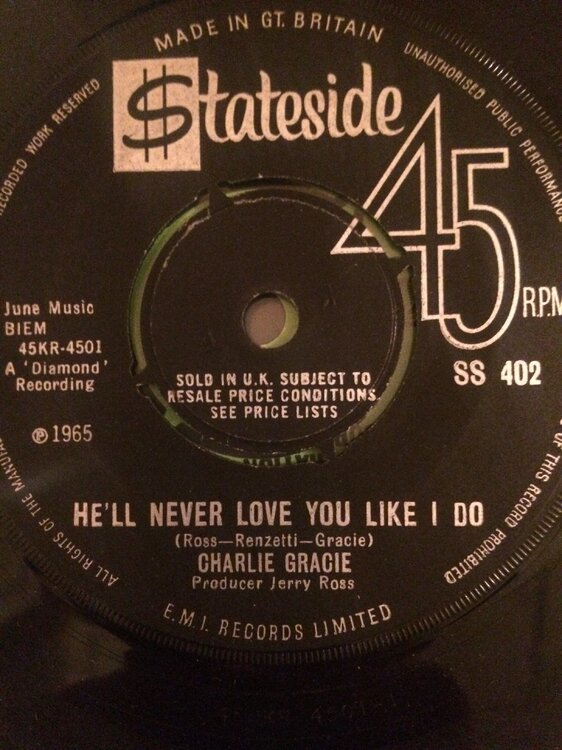 MADE IN GT. BRITAIN
UNAUTHORISED PUBLIC PERFORMANCE
RECORDED WORK RESERVED
$tateside
45
R.P.M
June Music
BIEM
45KR-4501
A 'Diamond'
Recording
SS 402
SOLD IN U.K. SUBJECT TO
RESALE PRICE CONDITIONS.
SEE PRICE LISTS
℗ 1965
HE'LL NEVER LOVE YOU LIKE I DO
(Ross—Renzetti—Gracie)
CHARLIE GRACIE
Producer Jerry Ross
ALL RIGHTS OF THE MANUFA
OF THIS RECORD PROHIBITED
E.M.I. RECORDS LIMITED